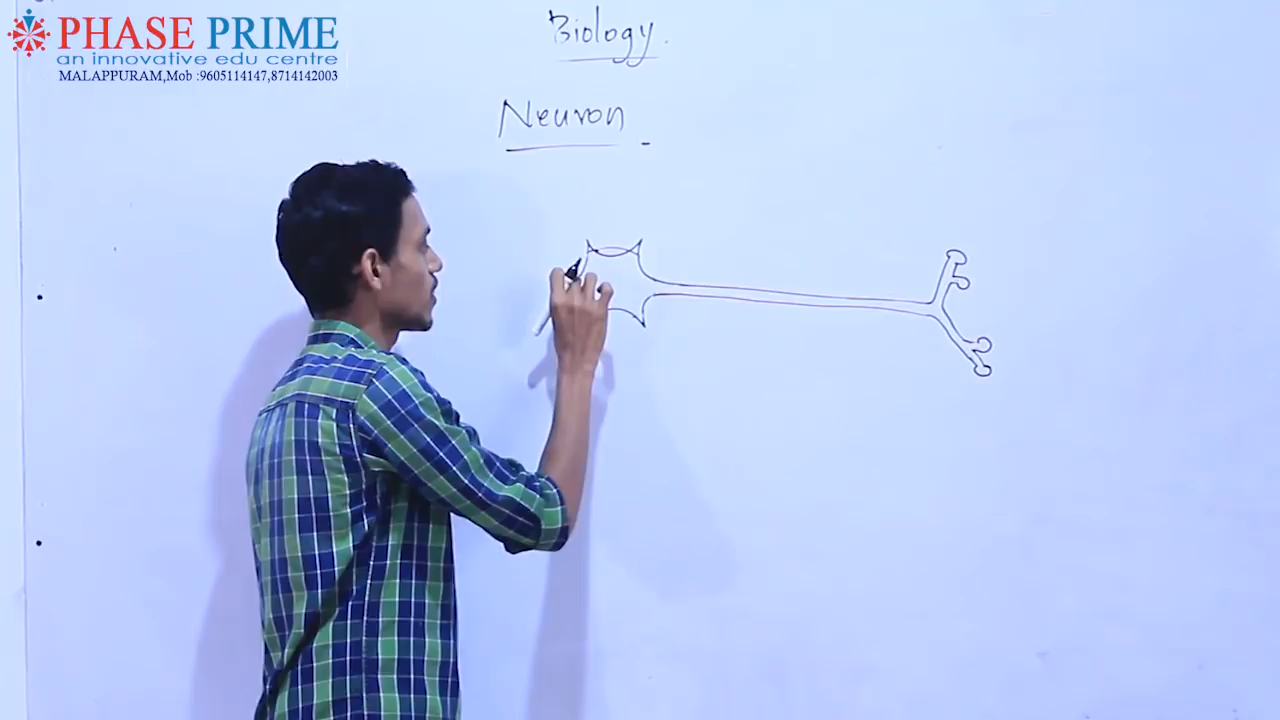 PHASE PRIME
an innovative edu centre
MALAPPURAM,Mob :9605114147,8714142003
Biology.
Neuron